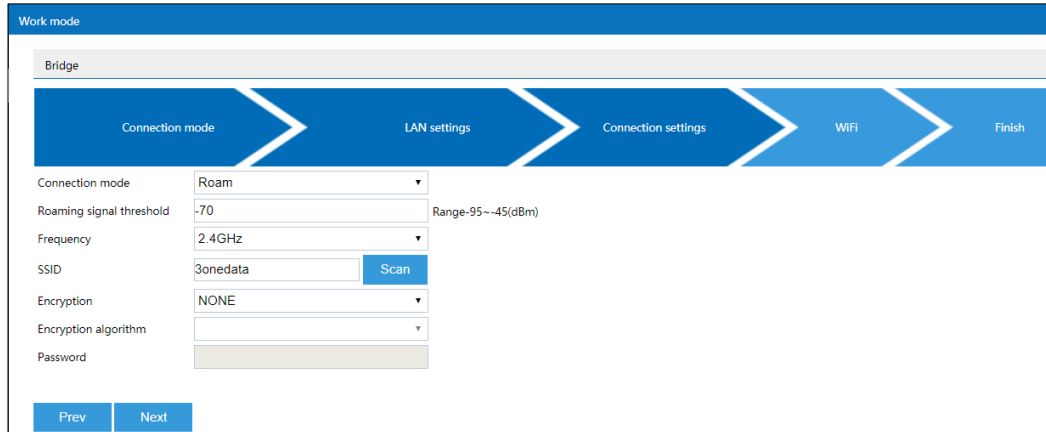 Work mode
Bridge
Connection mode LAN settings Connection settings WiFi Finish
Connection mode Roam
Roaming signal threshold -70 Range-95~-45(dBm)
Frequency 2.4GHz
SSID 3onedata Scan
Encryption NONE
Encryption algorithm
Password
Prev Next